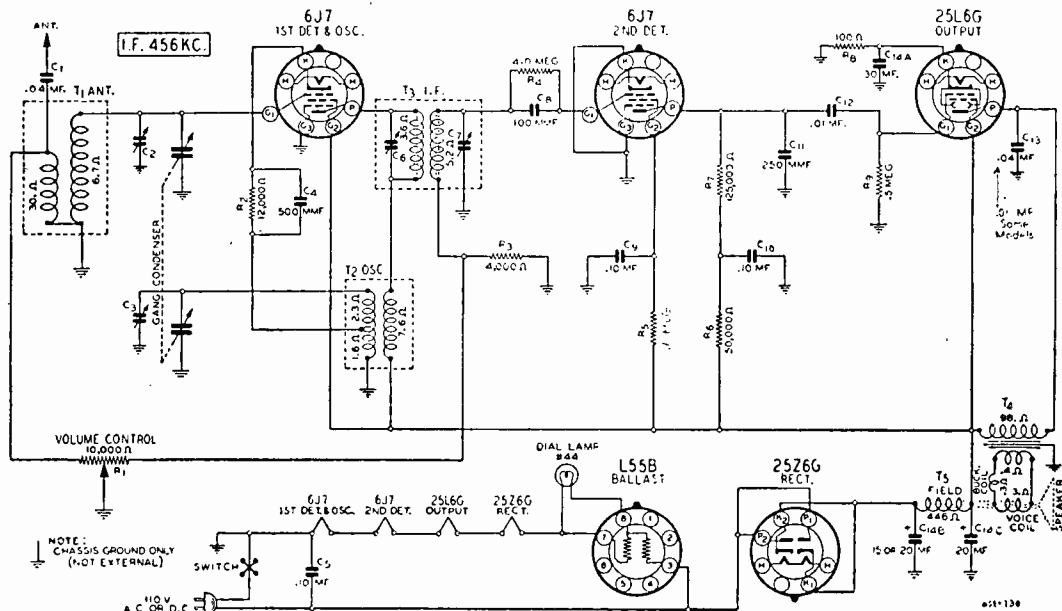 ANT.
I.F. 456KC.
6J7
1ST DET & OSC.
6J7
2ND DET.
25L6G
OUTPUT
C1
.04 MF.
T1 ANT.
30 Ω
6.7 Ω
C2
GANG CONDENSER
C3
K
H
H
P
G1
G3
G2
R2
12,000 Ω
C4
500
MMF
T3 I.F.
C6
C7
T2 OSC
2.3 Ω
1.6 Ω
7.6 Ω
R3
4,000 Ω
4.0 MEG
R4
C8
100 MMF
K
H
H
P
G1
G3
G2
C9
.10 MF.
R5
R7
125,000 Ω
C11
250
MMF
C12
.01 MF.
C10
.10 MF
R6
50,000 Ω
100 Ω
R8
C14A
30 MF.
R9
.5 MEG
K
H
H
P
G1
G2
C13
.04 MF.
.01 MF
Some
Models
VOLUME CONTROL
10,000 Ω
R1
NOTE:
CHASSIS GROUND ONLY
(NOT EXTERNAL)
SWITCH
110 V
A.C. OR D.C.
C5
.10 MF
6J7
1ST DET.& OSC.
6J7
2ND DET.
25L6G
OUTPUT
25Z6G
RECT.
DIAL LAMP
#44
L55B
BALLAST
8
1
7
2
6
3
5
4
25Z6G
RECT.
K2
P1
P2
H
H
K1
T5
FIELD
446 Ω
C14B
15 OR 20 MF
C14C
20
MF
T4
98. Ω
BUCK. COIL
VOICE
COIL
SPEAKER